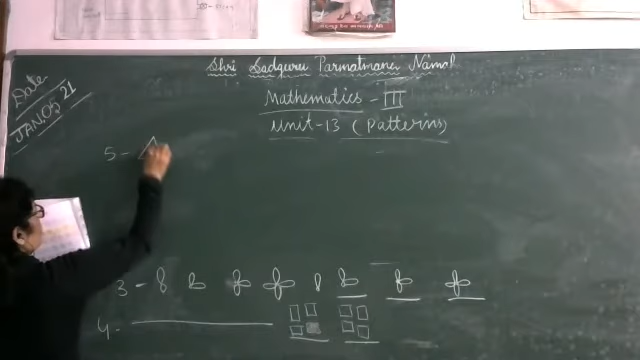 Shri Sadguru Parmatmane Namah
Date
JAN.05,21
Mathematics - III
Unit-13 (Patterns)
5-
3-
4-